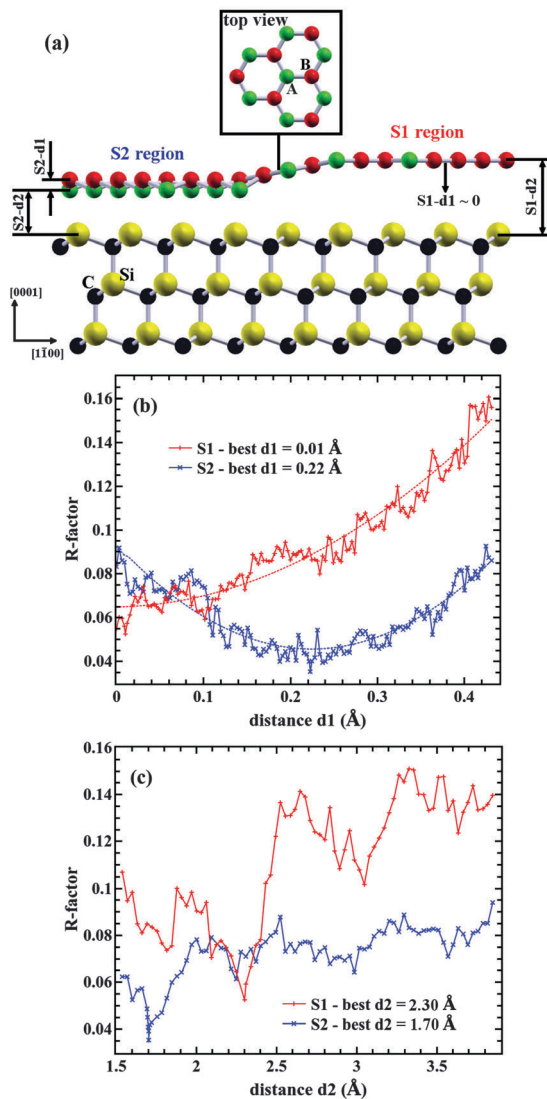 (a)
top view
B
A
S2 region
S1 region
S2-d1
S2-d2
S1-d1 ~ 0
S1-d2
C
Si
[0001]
[11̄00]
(b)
S1 - best d1 = 0.01 Å
S2 - best d1 = 0.22 Å
R-factor
0.16
0.14
0.12
0.1
0.08
0.06
0.04
0
0.1
0.2
0.3
0.4
distance d1 (Å)
(c)
R-factor
0.16
0.14
0.12
0.1
0.08
0.06
0.04
S1 - best d2 = 2.30 Å
S2 - best d2 = 1.70 Å
1.5
2
2.5
3
3.5
distance d2 (Å)